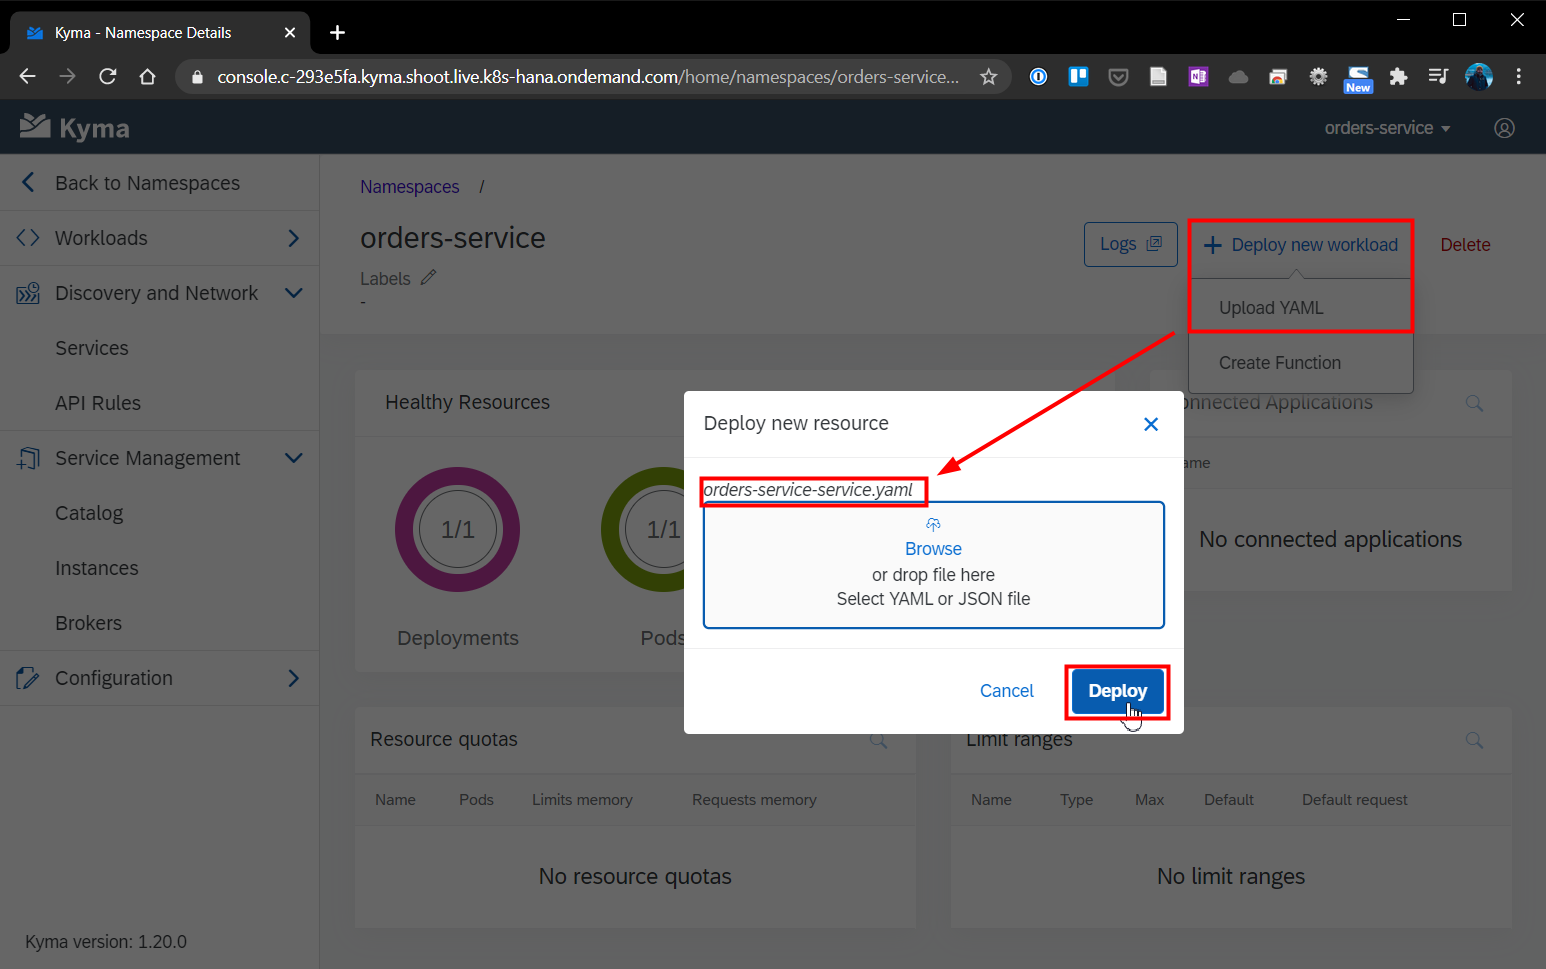 Kyma - Namespace Details
console.c-293e5fa.kyma.shoot.live.k8s-hana.ondemand.com/home/namespaces/orders-service...
New
Kyma
orders-service
Back to Namespaces
Workloads
Discovery and Network
Services
API Rules
Service Management
Catalog
Instances
Brokers
Configuration
Kyma version: 1.20.0
Namespaces /
orders-service
Labels
-
Logs
Deploy new workload
Delete
Upload YAML
Create Function
Healthy Resources
1/1
1/1
Deployments
Pods
onnected Applications
ame
No connected applications
Deploy new resource
orders-service-service.yaml
Browse
or drop file here
Select YAML or JSON file
Cancel
Deploy
Resource quotas
Name Pods Limits memory Requests memory
No resource quotas
Limit ranges
Name Type Max Default Default request
No limit ranges